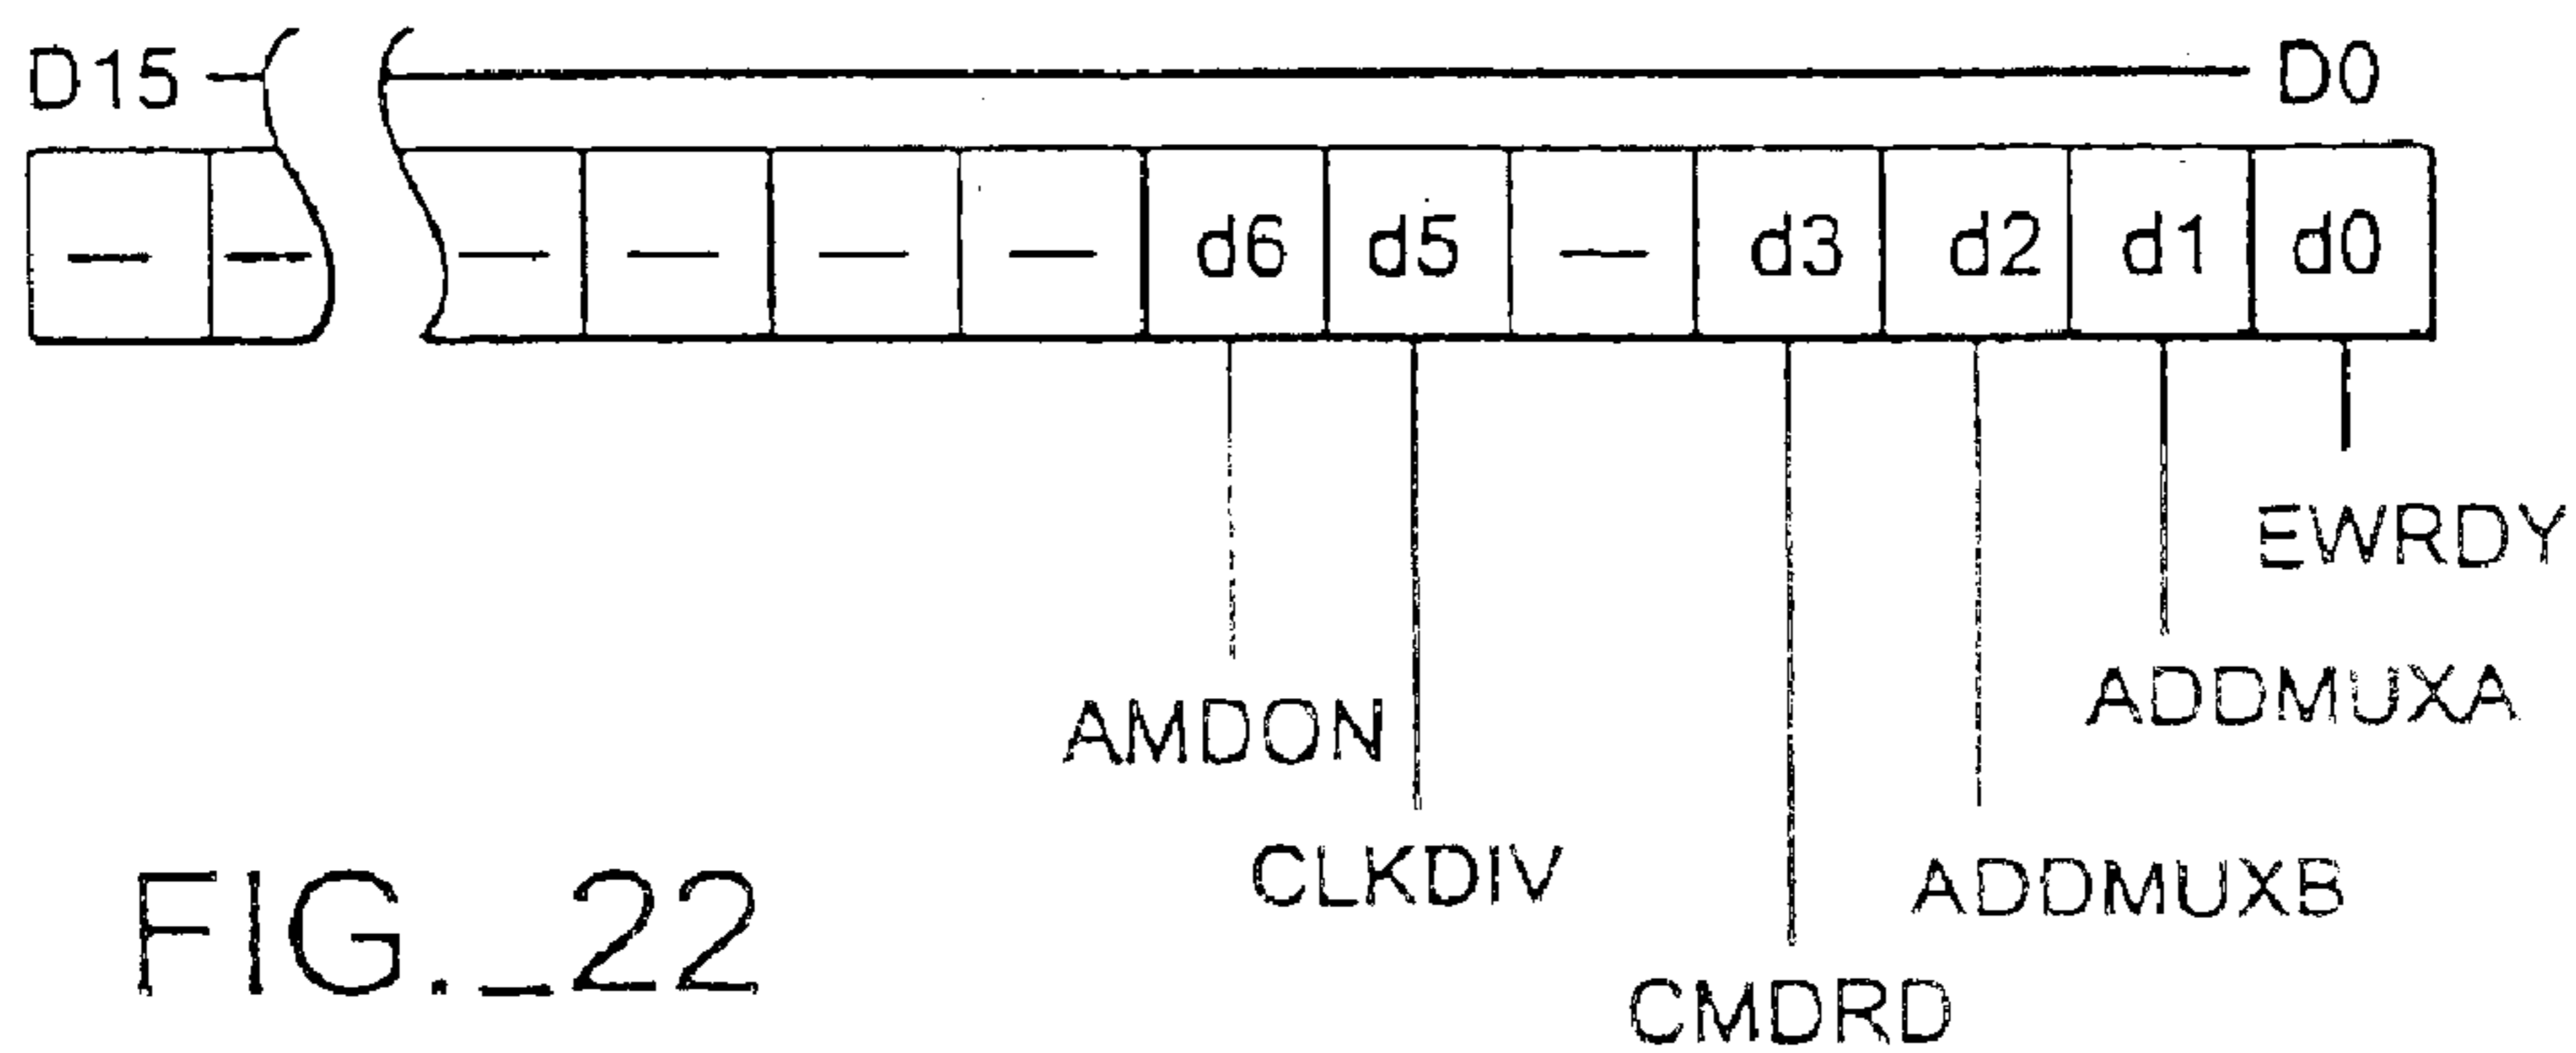 D15 D0
— — — — — — d6 d5 — d3 d2 d1 d0
EWRDY
ADDMUXA
AMDON
CLKDIV
ADDMUXB
CMDRD
FIG._22